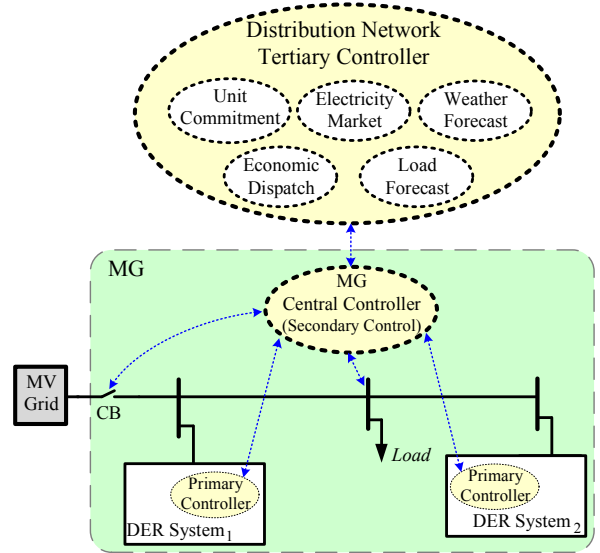 Distribution Network
Tertiary Controller
Unit
Commitment
Electricity
Market
Weather
Forecast
Economic
Dispatch
Load
Forecast
MG
MG
Central Controller
(Secondary Control)
MV
Grid
CB
Load
Primary
Controller
DER System1
Primary
Controller
DER System2